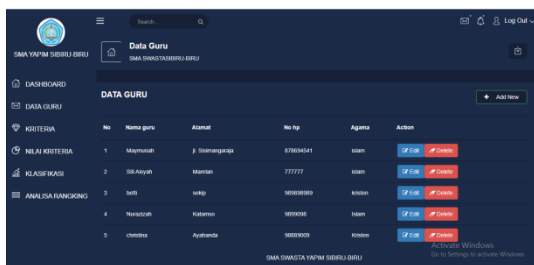 Search...
Log Out
SMA YAPIM SIBIRU-BIRU
Data Guru
SMA SWASTASIBIRU-BIRU
DASHBOARD
DATA GURU
KRITERIA
NILAI KRITERIA
KLASIFIKASI
ANALISA RANGKING
DATA GURU
+ Add New
No Nama guru Alamat No hp Agama Action
1 Maymunah jl. Sisimangaraja 878694541 islam Edit Delete
2 Siti Aisyah Marelan 777777 islam Edit Delete
3 betti sekip 989898989 kristen Edit Delete
4 Nurazizah Katamso 9899098 islam Edit Delete
5 christina Ayahanda 98889009 Kristen Edit Delete
SMA SWASTA YAPIM SIBIRU-BIRU
Activate Windows
Go to Settings to activate Windows.